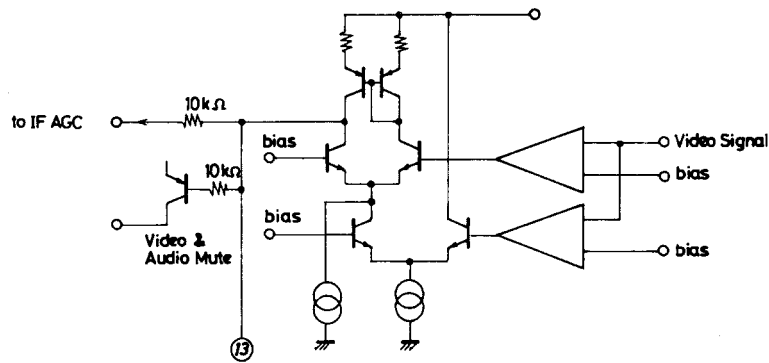 10kΩ
to IF AGC
bias
Video Signal
10kΩ
bias
bias
Video &
Audio Mute
bias
13